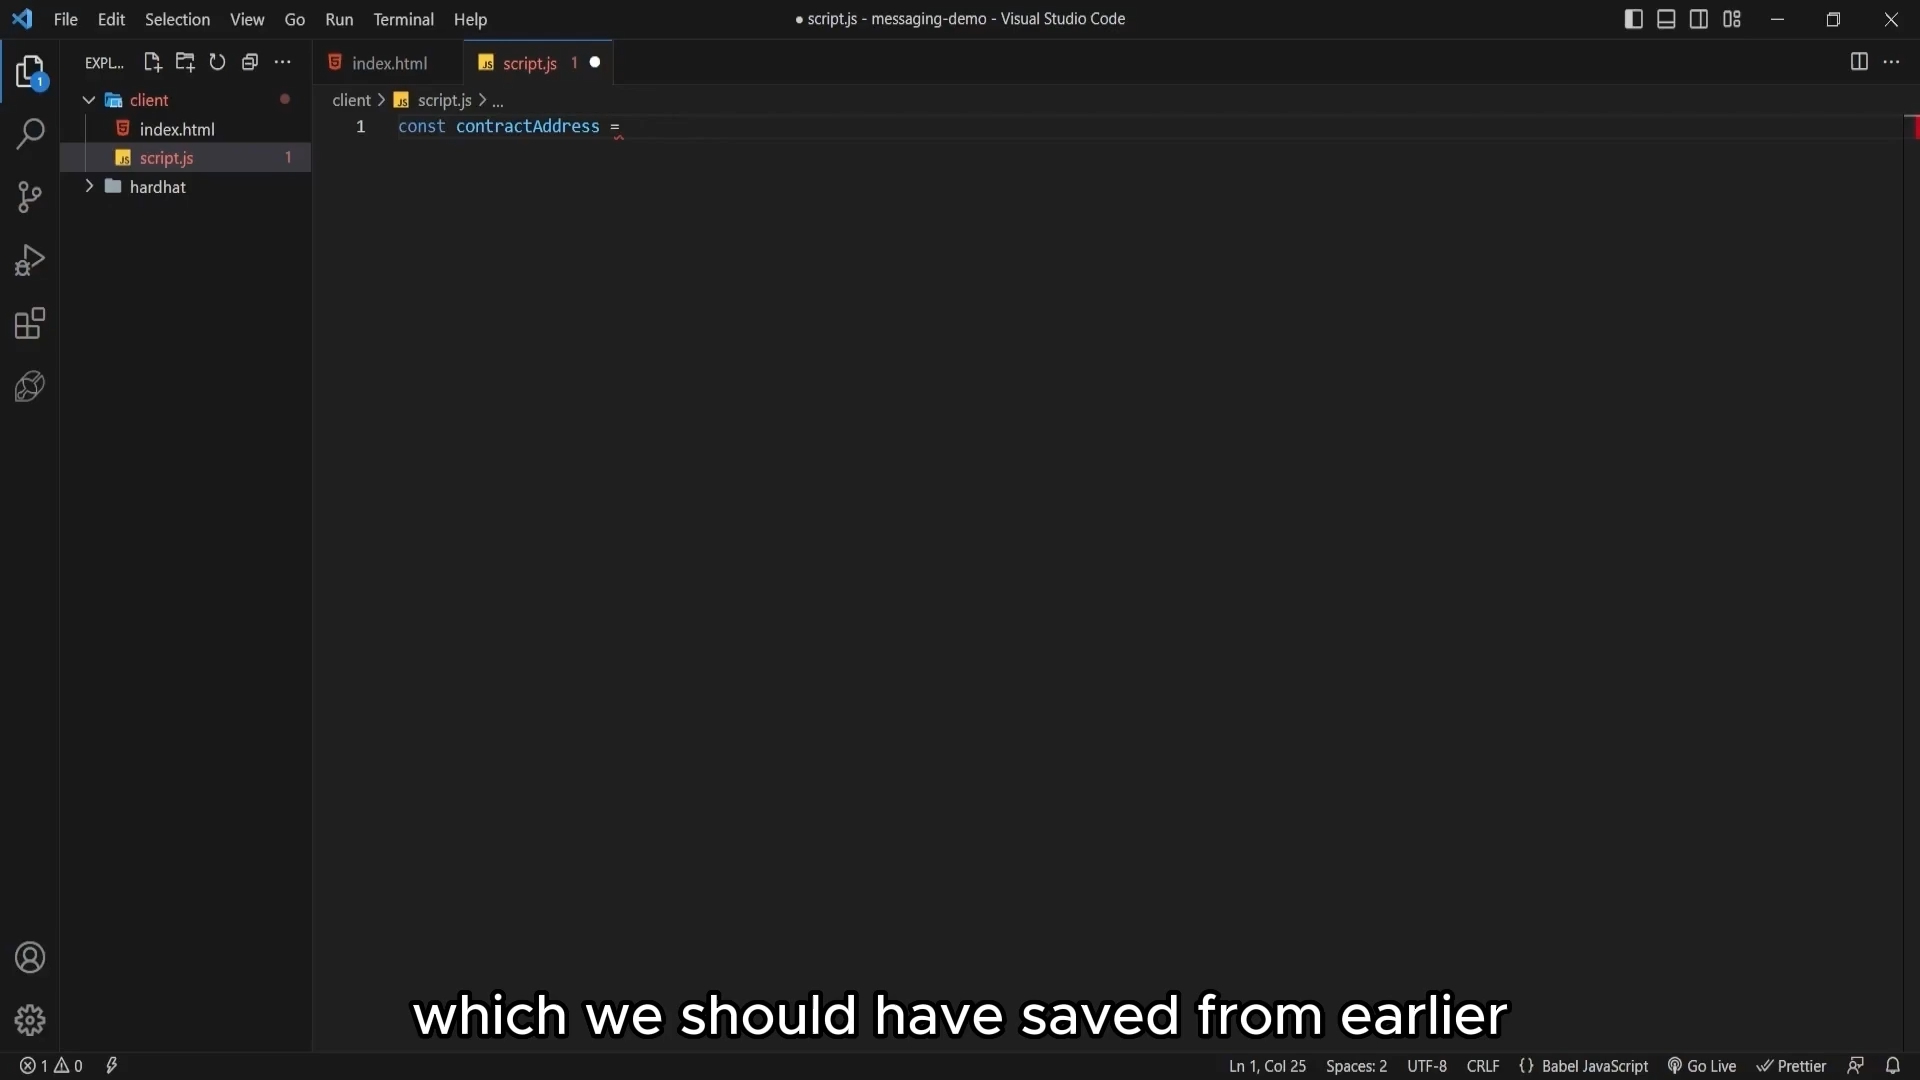 File Edit Selection View Go Run Terminal Help
● script.js - messaging-demo - Visual Studio Code
EXPL...
index.html
script.js 1
1
client
index.html
script.js 1
hardhat
client > script.js > ...
1 const contractAddress =
which we should have saved from earlier
1 0
Ln 1, Col 25 Spaces: 2 UTF-8 CRLF {} Babel JavaScript Go Live Prettier